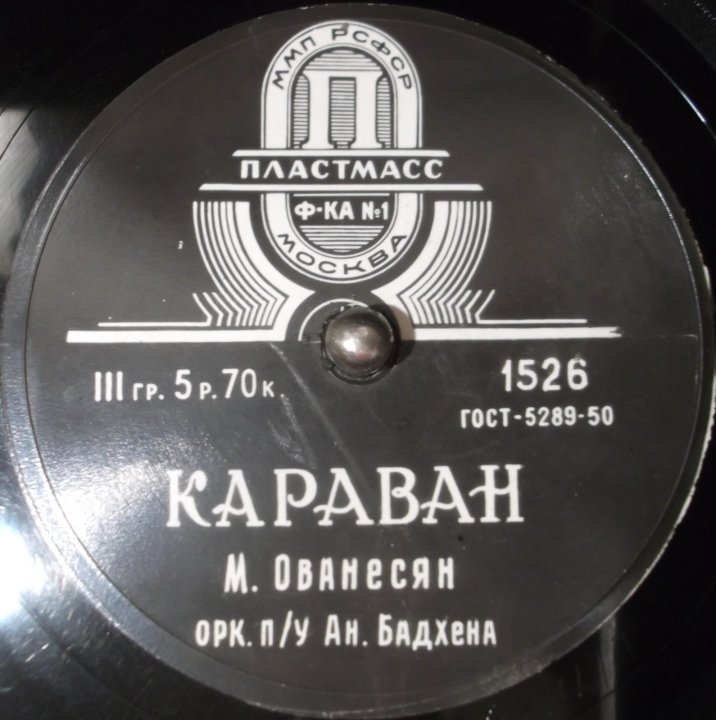 ММП РСФСР
П
ПЛАСТМАСС
Ф-КА №1
МОСКВА
III ГР. 5 Р. 70 К.
1526
ГОСТ-5289-50
КАРАВАН
М. ОВАНЕСЯН
ОРК. П/У АН. БАДХЕНА